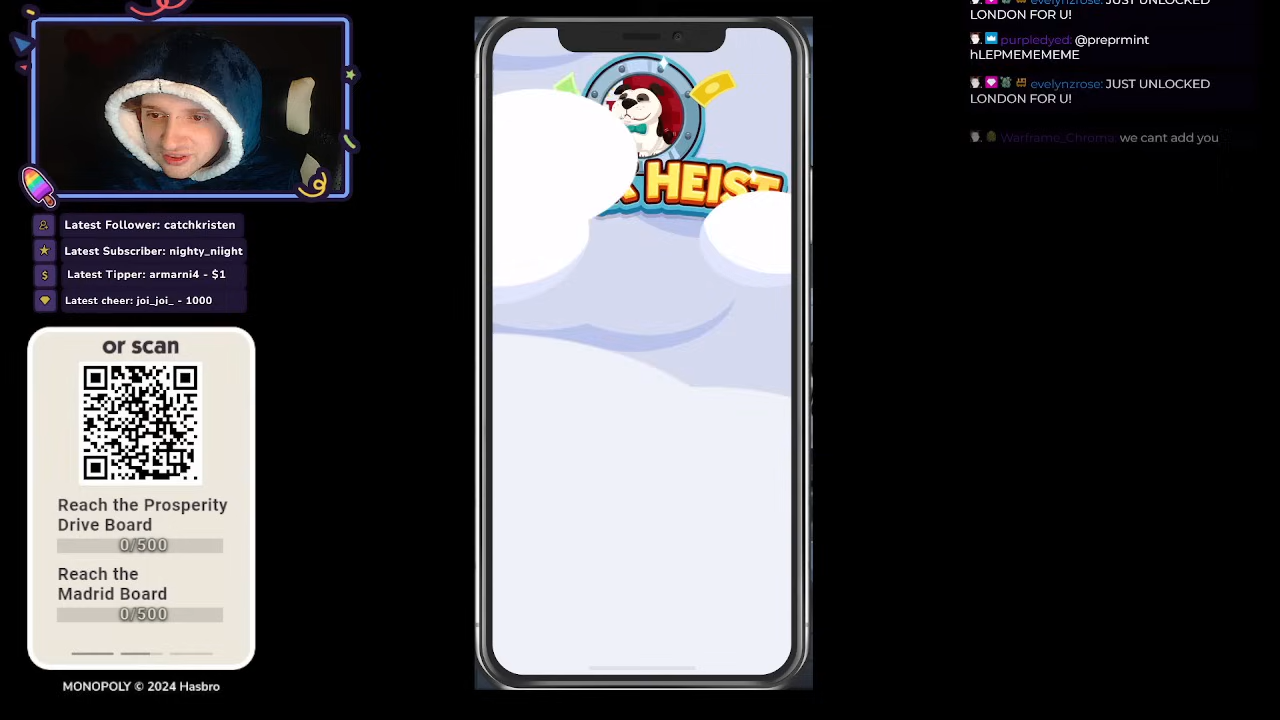 Latest Follower: catchkristen
Latest Subscriber: nighty_niight
Latest Tipper: armarni4 - $1
Latest cheer: joi_joi_ - 1000
or scan
Reach the Prosperity
Drive Board
0/500
Reach the
Madrid Board
0/500
MONOPOLY © 2024 Hasbro
HEIST
evelynzrose: JUST UNLOCKED
LONDON FOR U!
purpledyed: @preprmint
hLEPMEMEMEME
evelynzrose: JUST UNLOCKED
LONDON FOR U!
Warframe_Chroma: we cant add you